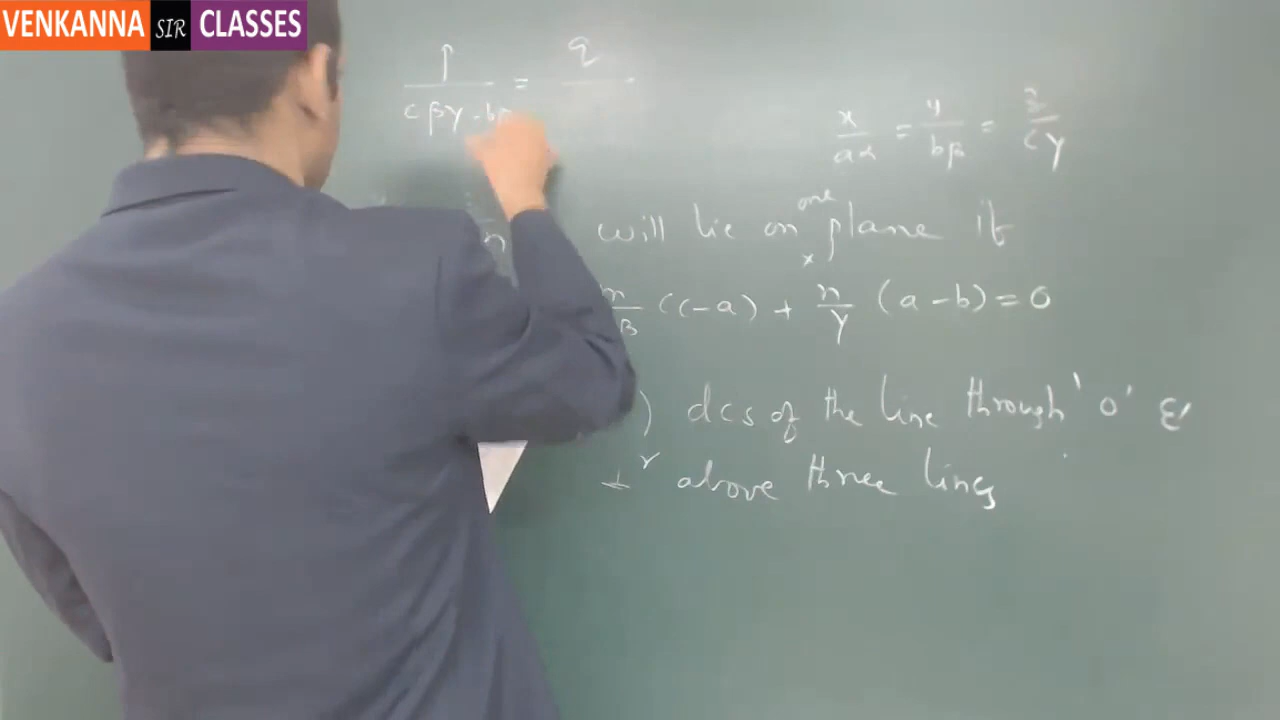 VENKANNA SIR CLASSES
p/(cβγ - b = q/
x/(aα) = y/(bβ) = z/(cγ)
n will lie on one plane if
m/β (c-a) + n/γ (a-b) = 0
) dcs of the line through 'o' &
⊥r above three lines